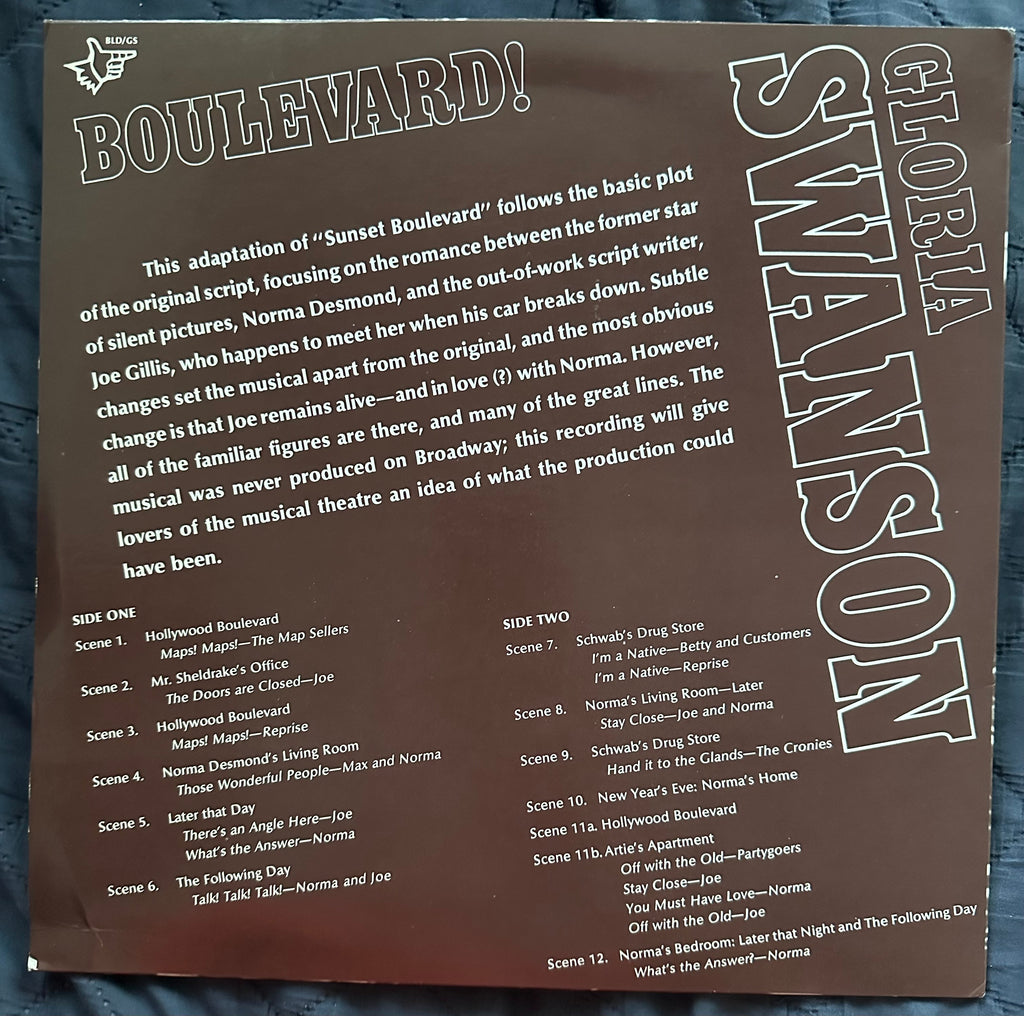 BLD/GS
BOULEVARD!
GLORIA
SWANSON
This adaptation of "Sunset Boulevard" follows the basic plot
of the original script, focusing on the romance between the former star
of silent pictures, Norma Desmond, and the out-of-work script writer,
Joe Gillis, who happens to meet her when his car breaks down. Subtle
changes set the musical apart from the original, and the most obvious
change is that Joe remains alive—and in love (?) with Norma. However,
all of the familiar figures are there, and many of the great lines. The
musical was never produced on Broadway; this recording will give
lovers of the musical theatre an idea of what the production could
have been.
SIDE ONE
Scene 1. Hollywood Boulevard
Maps! Maps!—The Map Sellers
Scene 2. Mr. Sheldrake's Office
The Doors are Closed—Joe
Scene 3. Hollywood Boulevard
Maps! Maps!—Reprise
Scene 4. Norma Desmond's Living Room
Those Wonderful People—Max and Norma
Scene 5. Later that Day
There's an Angle Here—Joe
What's the Answer—Norma
Scene 6. The Following Day
Talk! Talk! Talk!—Norma and Joe
SIDE TWO
Scene 7. Schwab's Drug Store
I'm a Native—Betty and Customers
I'm a Native—Reprise
Scene 8. Norma's Living Room—Later
Stay Close—Joe and Norma
Scene 9. Schwab's Drug Store
Hand it to the Glands—The Cronies
Scene 10. New Year's Eve: Norma's Home
Scene 11a. Hollywood Boulevard
Scene 11b. Artie's Apartment
Off with the Old—Partygoers
Stay Close—Joe
You Must Have Love—Norma
Off with the Old—Joe
Scene 12. Norma's Bedroom: Later that Night and The Following Day
What's the Answer?—Norma